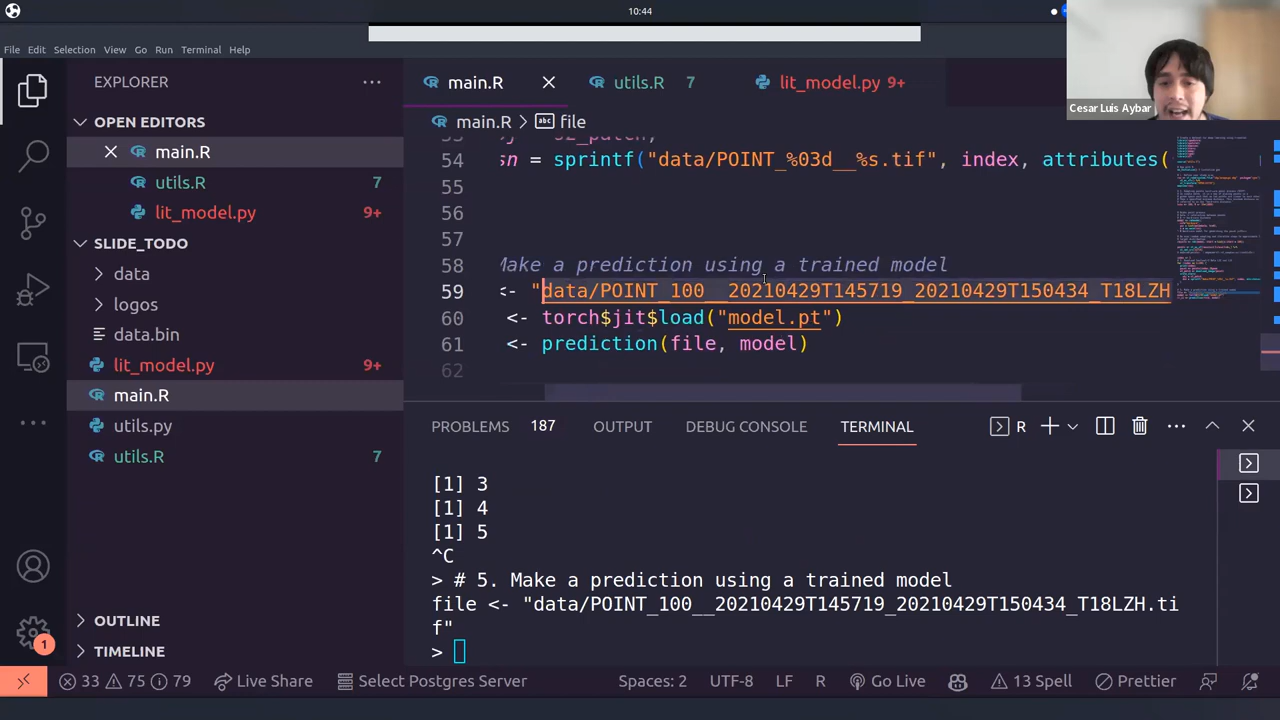 10:44
File Edit Selection View Go Run Terminal Help
Cesar Luis Aybar
EXPLORER
OPEN EDITORS
main.R
utils.R 7
lit_model.py 9+
SLIDE_TODO
data
logos
data.bin
lit_model.py 9+
main.R
utils.py
utils.R 7
OUTLINE
TIMELINE
main.R utils.R 7 lit_model.py 9+
main.R > file
54 sn = sprintf("data/POINT_%03d__%s.tif", index, attributes(
55
56
57
58 ake a prediction using a trained model
59 <- "data/POINT_100__20210429T145719_20210429T150434_T18LZH
60 <- torch$jit$load("model.pt")
61 <- prediction(file, model)
62
PROBLEMS 187 OUTPUT DEBUG CONSOLE TERMINAL R
[1] 3
[1] 4
[1] 5
^C
> # 5. Make a prediction using a trained model
file <- "data/POINT_100__20210429T145719_20210429T150434_T18LZH.ti
f"
>
1
33 75 79 Live Share Select Postgres Server Spaces: 2 UTF-8 LF R Go Live 13 Spell Prettier